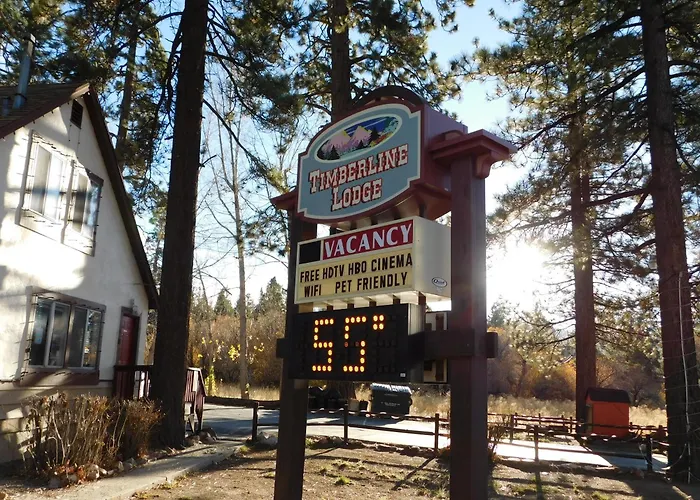 TIMBERLINE
LODGE
VACANCY
FREE HDTV HBO CINEMA
WIFI PET FRIENDLY
55°